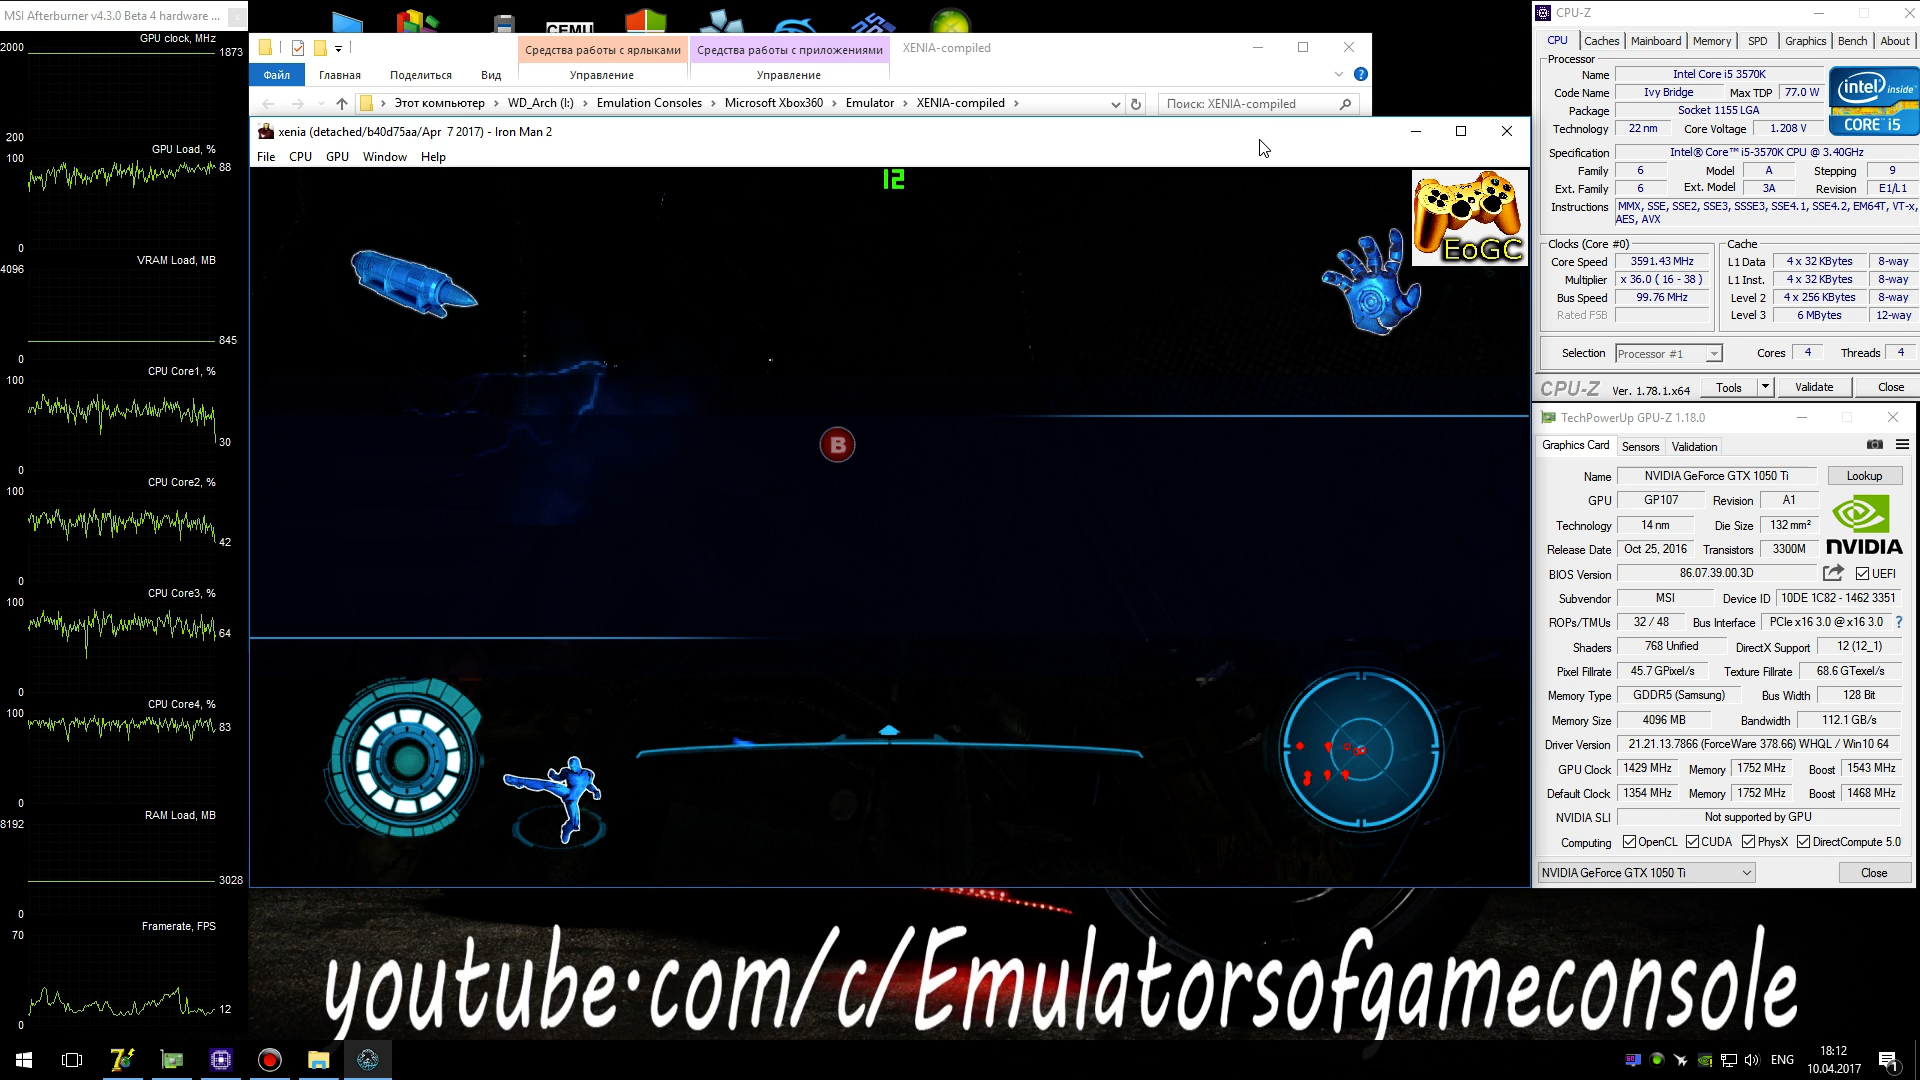 MSI Afterburner v4.3.0 Beta 4 hardware ...
GPU clock, MHz
2000
1873
200
GPU Load, %
100
88
0
VRAM Load, MB
4096
845
0
CPU Core1, %
100
30
0
CPU Core2, %
100
42
0
CPU Core3, %
100
64
0
CPU Core4, %
100
83
0
RAM Load, MB
8192
3028
0
Framerate, FPS
70
12
0
CEMU
Средства работы с ярлыками
Средства работы с приложениями
XENIA-compiled
Файл
Главная
Поделиться
Вид
Управление
Управление
Этот компьютер > WD_Arch (I:) > Emulation Consoles > Microsoft Xbox360 > Emulator > XENIA-compiled >
Поиск: XENIA-compiled
xenia (detached/b40d75aa/Apr 7 2017) - Iron Man 2
File CPU GPU Window Help
12
EoGC
B
CPU-Z
CPU Caches Mainboard Memory SPD Graphics Bench About
Processor
Name Intel Core i5 3570K
Code Name Ivy Bridge Max TDP 77.0 W
Package Socket 1155 LGA
Technology 22 nm Core Voltage 1.208 V
intel inside™
CORE i5
Specification Intel® Core™ i5-3570K CPU @ 3.40GHz
Family 6 Model A Stepping 9
Ext. Family 6 Ext. Model 3A Revision E1/L1
Instructions MMX, SSE, SSE2, SSE3, SSSE3, SSE4.1, SSE4.2, EM64T, VT-x,
AES, AVX
Clocks (Core #0)
Core Speed 3591.43 MHz
Multiplier x 36.0 ( 16 - 38 )
Bus Speed 99.76 MHz
Rated FSB
Cache
L1 Data 4 x 32 KBytes 8-way
L1 Inst. 4 x 32 KBytes 8-way
Level 2 4 x 256 KBytes 8-way
Level 3 6 MBytes 12-way
Selection Processor #1 Cores 4 Threads 4
CPU-Z Ver. 1.78.1.x64 Tools Validate Close
TechPowerUp GPU-Z 1.18.0
Graphics Card Sensors Validation
Name NVIDIA GeForce GTX 1050 Ti Lookup
GPU GP107 Revision A1
Technology 14 nm Die Size 132 mm²
Release Date Oct 25, 2016 Transistors 3300M
NVIDIA
BIOS Version 86.07.39.00.3D UEFI
Subvendor MSI Device ID 10DE 1C82 - 1462 3351
ROPs/TMUs 32 / 48 Bus Interface PCIe x16 3.0 @ x16 3.0 ?
Shaders 768 Unified DirectX Support 12 (12_1)
Pixel Fillrate 45.7 GPixel/s Texture Fillrate 68.6 GTexel/s
Memory Type GDDR5 (Samsung) Bus Width 128 Bit
Memory Size 4096 MB Bandwidth 112.1 GB/s
Driver Version 21.21.13.7866 (ForceWare 378.66) WHQL / Win10 64
GPU Clock 1429 MHz Memory 1752 MHz Boost 1543 MHz
Default Clock 1354 MHz Memory 1752 MHz Boost 1468 MHz
NVIDIA SLI Not supported by GPU
Computing OpenCL CUDA PhysX DirectCompute 5.0
NVIDIA GeForce GTX 1050 Ti Close
youtube.com/c/Emulatorsofgameconsole
ENG
18:12
10.04.2017
1